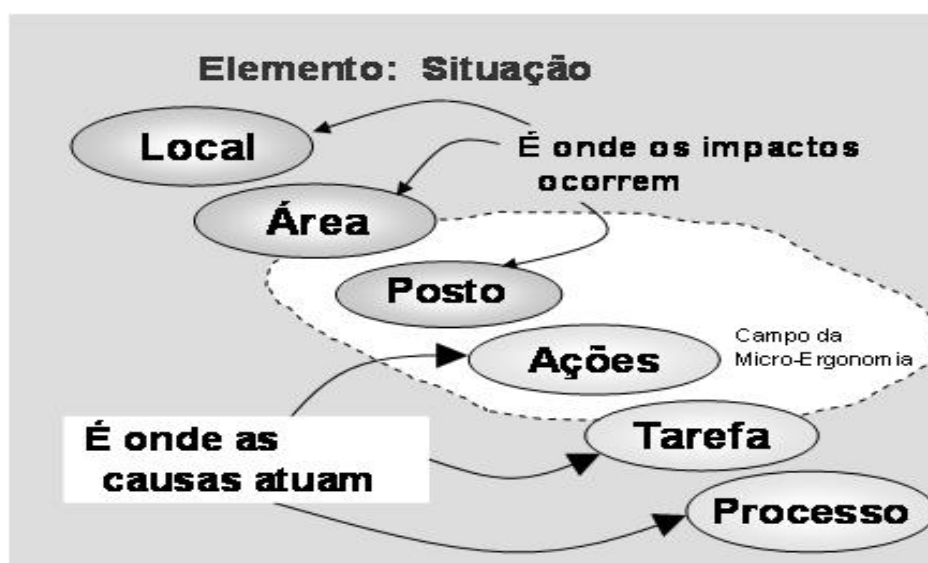 Elemento: Situação
Local
É onde os impactos
ocorrem
Área
Posto
Ações
Campo da
Micro-Ergonomia
Tarefa
É onde as
causas atuam
Processo